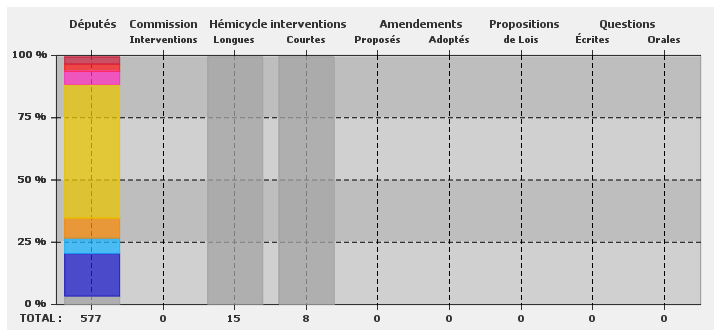 Députés Commission Hémicycle interventions Amendements Propositions Questions
Interventions Longues Courtes Proposés Adoptés de Lois Écrites Orales
100 %
75 %
50 %
25 %
0 %
TOTAL : 577 0 15 8 0 0 0 0 0